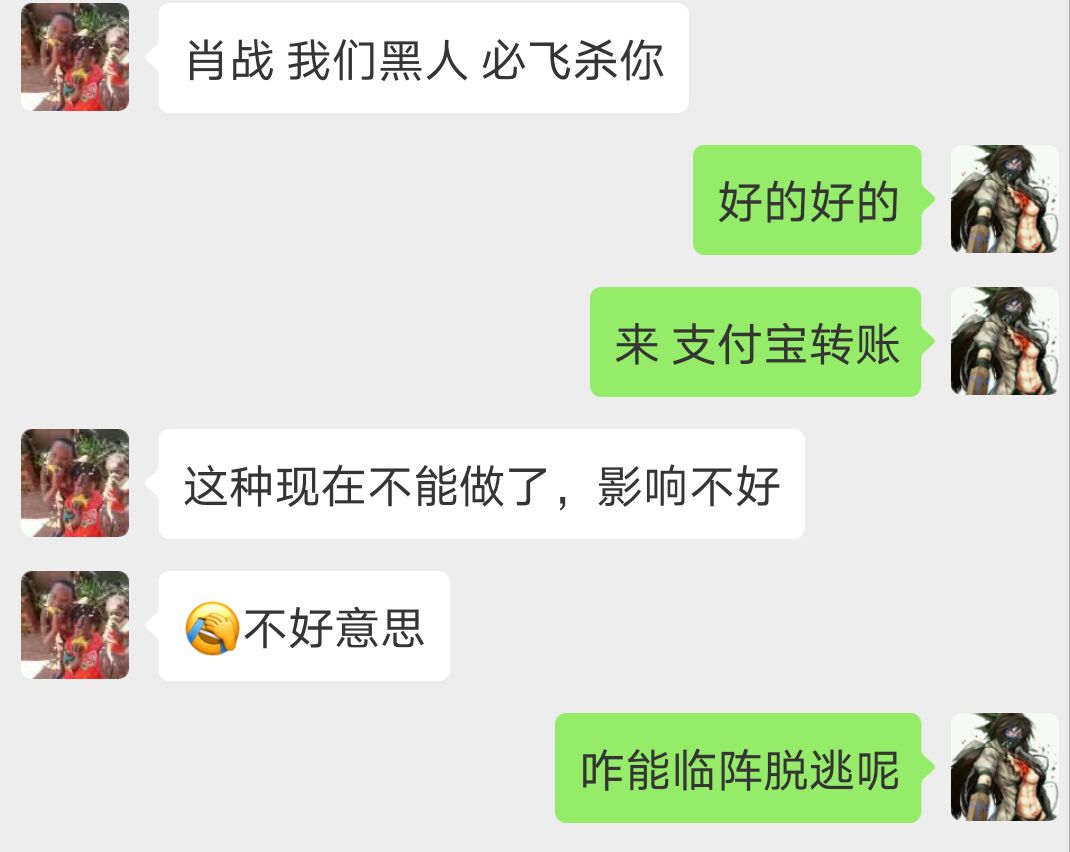 肖战 我们黑人 必飞杀你
好的好的
来 支付宝转账
这种现在不能做了，影响不好
🤦不好意思
咋能临阵脱逃呢